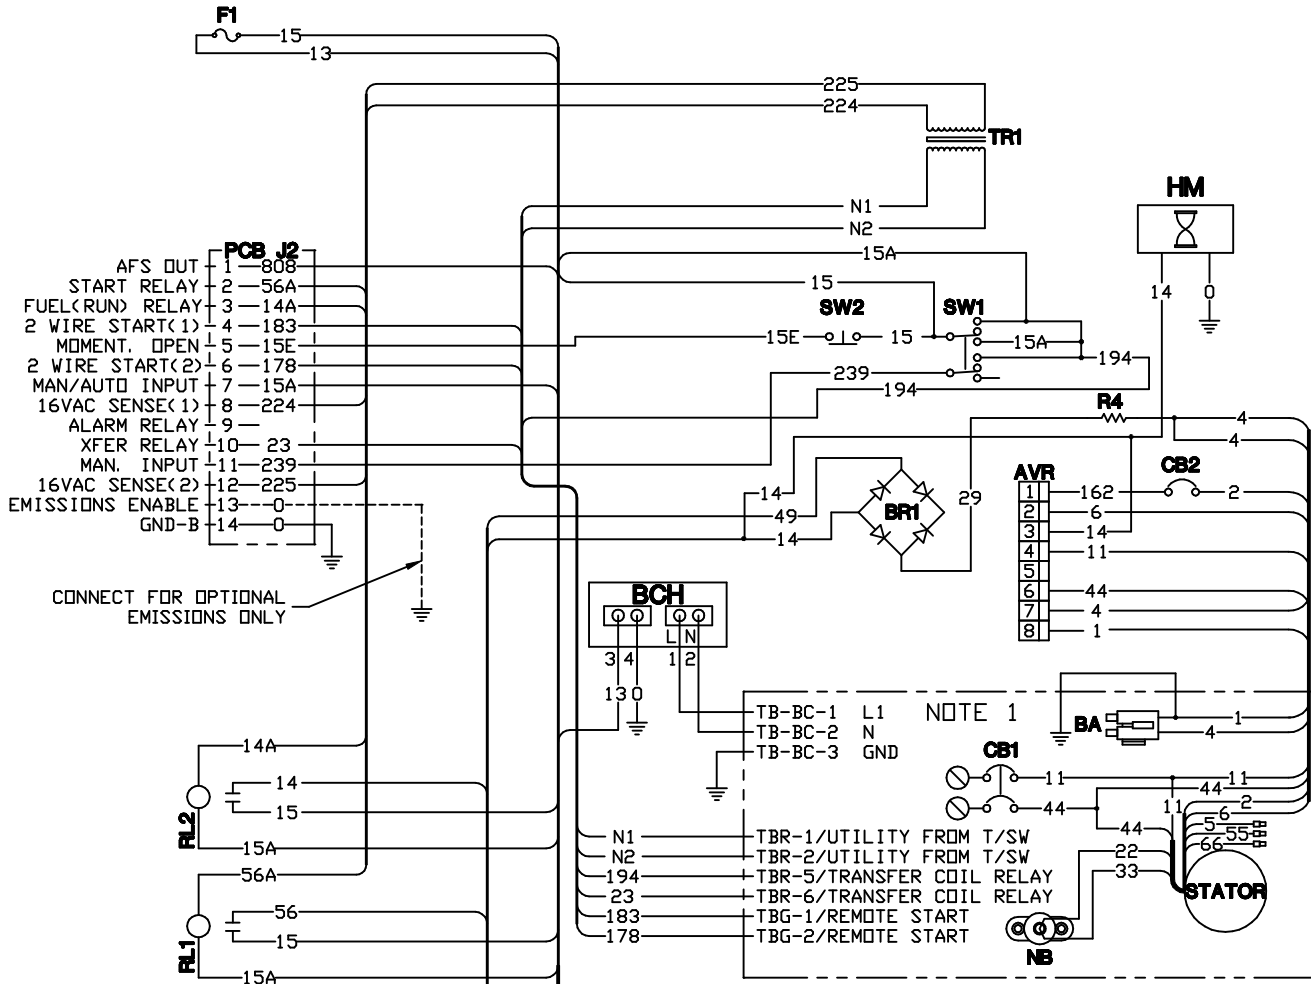 F1
15
13
225
224
TR1
N1
N2
HM
14
0
PCB J2
AFS OUT 1 808
START RELAY 2 56A
FUEL(RUN) RELAY 3 14A
2 WIRE START(1) 4 183
MOMENT. OPEN 5 15E
2 WIRE START(2) 6 178
MAN/AUTO INPUT 7 15A
16VAC SENSE(1) 8 224
ALARM RELAY 9
XFER RELAY 10 23
MAN. INPUT 11 239
16VAC SENSE(2) 12 225
EMISSIONS ENABLE 13 0
GND-B 14 0
CONNECT FOR OPTIONAL
EMISSIONS ONLY
15A
15
SW2
SW1
15E
15
15A
194
239
194
R4
4
4
14
49
14
BR1
29
AVR
CB2
1 162 2
2 6
3 14
4 11
5
6 44
7 4
8 1
BCH
L N
3 4 1 2
13 0
TB-BC-1 L1
TB-BC-2 N
TB-BC-3 GND
NOTE 1
BA
1
4
CB1
11
44
11
44
2
6
11
5
55
66
44
22
33
STATOR
NB
N1 TBR-1/UTILITY FROM T/SW
N2 TBR-2/UTILITY FROM T/SW
194 TBR-5/TRANSFER COIL RELAY
23 TBR-6/TRANSFER COIL RELAY
183 TBG-1/REMOTE START
178 TBG-2/REMOTE START
14A
14
15
RL2
15A
56A
56
15
RL1
15A